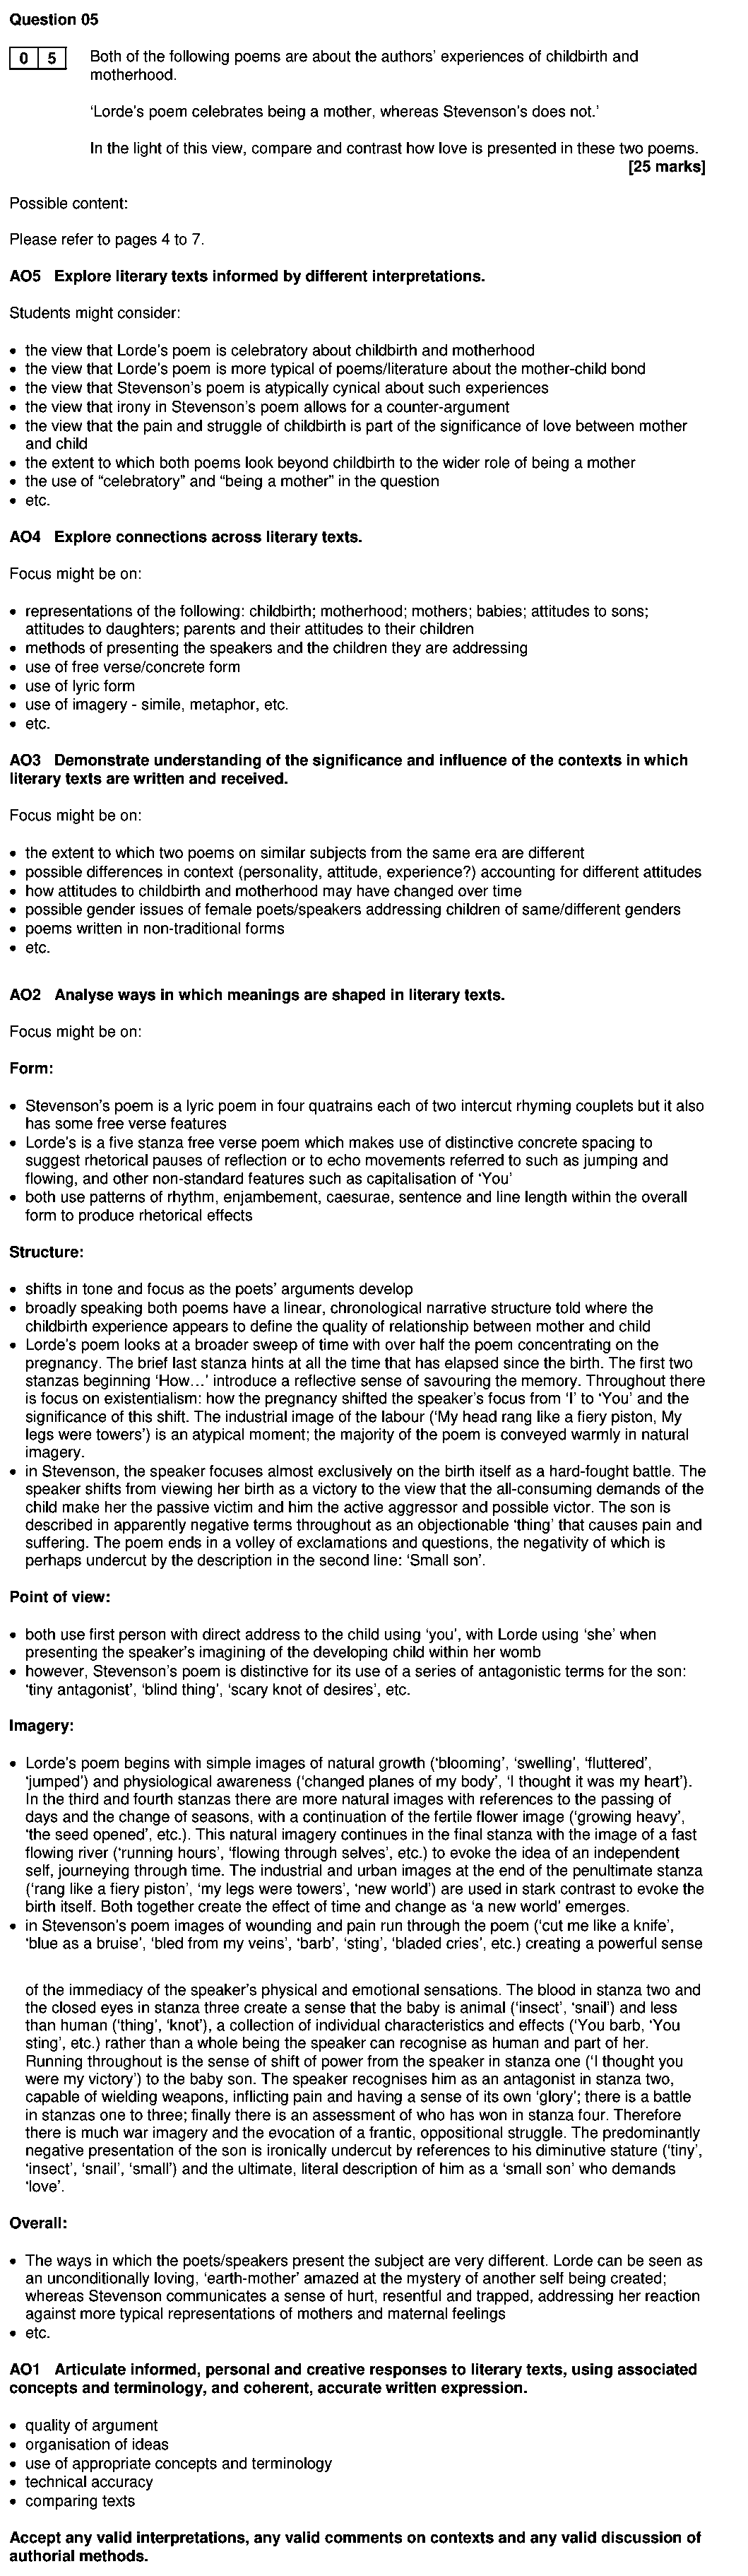 Question 05
0 5 Both of the following poems are about the authors' experiences of childbirth and
motherhood.
'Lorde's poem celebrates being a mother, whereas Stevenson's does not.'
In the light of this view, compare and contrast how love is presented in these two poems.
[25 marks]
Possible content:
Please refer to pages 4 to 7.
AO5 Explore literary texts informed by different interpretations.
Students might consider:
• the view that Lorde's poem is celebratory about childbirth and motherhood
• the view that Lorde's poem is more typical of poems/literature about the mother-child bond
• the view that Stevenson's poem is atypically cynical about such experiences
• the view that irony in Stevenson's poem allows for a counter-argument
• the view that the pain and struggle of childbirth is part of the significance of love between mother
and child
• the extent to which both poems look beyond childbirth to the wider role of being a mother
• the use of "celebratory" and "being a mother" in the question
• etc.
AO4 Explore connections across literary texts.
Focus might be on:
• representations of the following: childbirth; motherhood; mothers; babies; attitudes to sons;
attitudes to daughters; parents and their attitudes to their children
• methods of presenting the speakers and the children they are addressing
• use of free verse/concrete form
• use of lyric form
• use of imagery - simile, metaphor, etc.
• etc.
AO3 Demonstrate understanding of the significance and influence of the contexts in which
literary texts are written and received.
Focus might be on:
• the extent to which two poems on similar subjects from the same era are different
• possible differences in context (personality, attitude, experience?) accounting for different attitudes
• how attitudes to childbirth and motherhood may have changed over time
• possible gender issues of female poets/speakers addressing children of same/different genders
• poems written in non-traditional forms
• etc.
AO2 Analyse ways in which meanings are shaped in literary texts.
Focus might be on:
Form:
• Stevenson's poem is a lyric poem in four quatrains each of two intercut rhyming couplets but it also
has some free verse features
• Lorde's is a five stanza free verse poem which makes use of distinctive concrete spacing to
suggest rhetorical pauses of reflection or to echo movements referred to such as jumping and
flowing, and other non-standard features such as capitalisation of 'You'
• both use patterns of rhythm, enjambement, caesurae, sentence and line length within the overall
form to produce rhetorical effects
Structure:
• shifts in tone and focus as the poets' arguments develop
• broadly speaking both poems have a linear, chronological narrative structure told where the
childbirth experience appears to define the quality of relationship between mother and child
• Lorde's poem looks at a broader sweep of time with over half the poem concentrating on the
pregnancy. The brief last stanza hints at all the time that has elapsed since the birth. The first two
stanzas beginning 'How...' introduce a reflective sense of savouring the memory. Throughout there
is focus on existentialism: how the pregnancy shifted the speaker's focus from 'I' to 'You' and the
significance of this shift. The industrial image of the labour ('My head rang like a fiery piston, My
legs were towers') is an atypical moment; the majority of the poem is conveyed warmly in natural
imagery.
• in Stevenson, the speaker focuses almost exclusively on the birth itself as a hard-fought battle. The
speaker shifts from viewing her birth as a victory to the view that the all-consuming demands of the
child make her the passive victim and him the active aggressor and possible victor. The son is
described in apparently negative terms throughout as an objectionable 'thing' that causes pain and
suffering. The poem ends in a volley of exclamations and questions, the negativity of which is
perhaps undercut by the description in the second line: 'Small son'.
Point of view:
• both use first person with direct address to the child using 'you', with Lorde using 'she' when
presenting the speaker's imagining of the developing child within her womb
• however, Stevenson's poem is distinctive for its use of a series of antagonistic terms for the son:
'tiny antagonist', 'blind thing', 'scary knot of desires', etc.
Imagery:
• Lorde's poem begins with simple images of natural growth ('blooming', 'swelling', 'fluttered',
'jumped') and physiological awareness ('changed planes of my body', 'I thought it was my heart').
In the third and fourth stanzas there are more natural images with references to the passing of
days and the change of seasons, with a continuation of the fertile flower image ('growing heavy',
'the seed opened', etc.). This natural imagery continues in the final stanza with the image of a fast
flowing river ('running hours', 'flowing through selves', etc.) to evoke the idea of an independent
self, journeying through time. The industrial and urban images at the end of the penultimate stanza
('rang like a fiery piston', 'my legs were towers', 'new world') are used in stark contrast to evoke the
birth itself. Both together create the effect of time and change as 'a new world' emerges.
• in Stevenson's poem images of wounding and pain run through the poem ('cut me like a knife',
'blue as a bruise', 'bled from my veins', 'barb', 'sting', 'bladed cries', etc.) creating a powerful sense
of the immediacy of the speaker's physical and emotional sensations. The blood in stanza two and
the closed eyes in stanza three create a sense that the baby is animal ('insect', 'snail') and less
than human ('thing', 'knot'), a collection of individual characteristics and effects ('You barb, 'You
sting', etc.) rather than a whole being the speaker can recognise as human and part of her.
Running throughout is the sense of shift of power from the speaker in stanza one ('I thought you
were my victory') to the baby son. The speaker recognises him as an antagonist in stanza two,
capable of wielding weapons, inflicting pain and having a sense of its own 'glory'; there is a battle
in stanzas one to three; finally there is an assessment of who has won in stanza four. Therefore
there is much war imagery and the evocation of a frantic, oppositional struggle. The predominantly
negative presentation of the son is ironically undercut by references to his diminutive stature ('tiny',
'insect', 'snail', 'small') and the ultimate, literal description of him as a 'small son' who demands
'love'.
Overall:
• The ways in which the poets/speakers present the subject are very different. Lorde can be seen as
an unconditionally loving, 'earth-mother' amazed at the mystery of another self being created;
whereas Stevenson communicates a sense of hurt, resentful and trapped, addressing her reaction
against more typical representations of mothers and maternal feelings
• etc.
AO1 Articulate informed, personal and creative responses to literary texts, using associated
concepts and terminology, and coherent, accurate written expression.
• quality of argument
• organisation of ideas
• use of appropriate concepts and terminology
• technical accuracy
• comparing texts
Accept any valid interpretations, any valid comments on contexts and any valid discussion of
authorial methods.